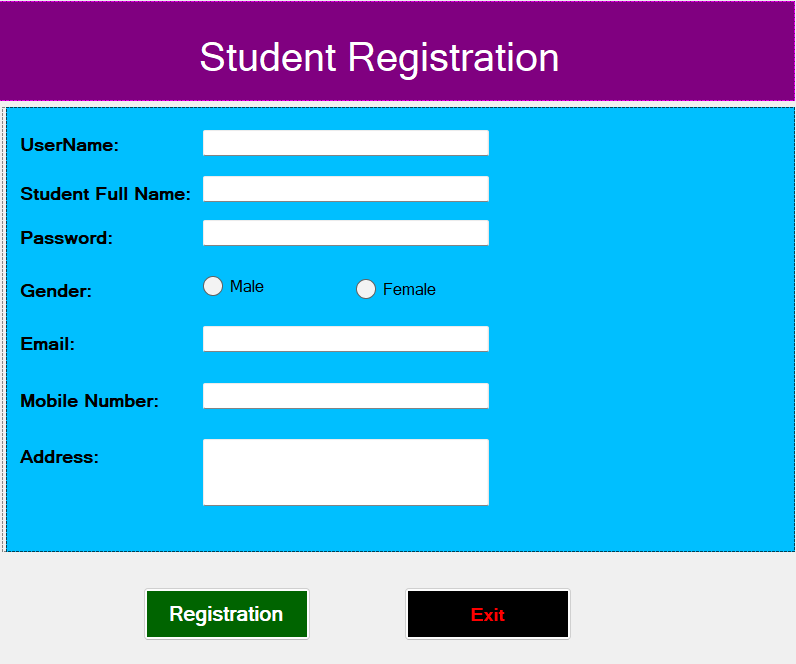 Student Registration
UserName:
Student Full Name:
Password:
Gender: Male Female
Email:
Mobile Number:
Address:
Registration Exit